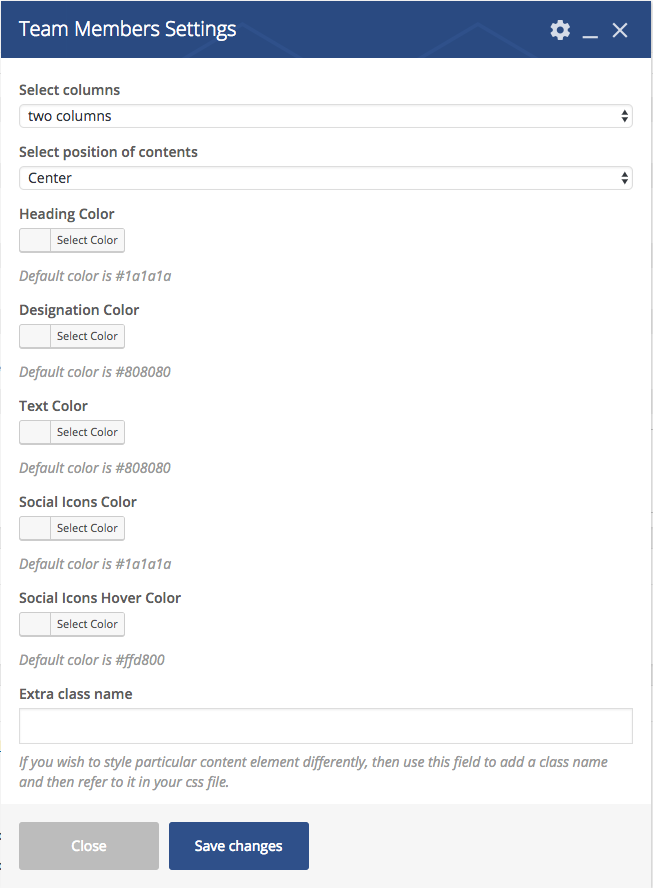 Team Members Settings
Select columns
two columns
Select position of contents
Center
Heading Color
Select Color
Default color is #1a1a1a
Designation Color
Select Color
Default color is #808080
Text Color
Select Color
Default color is #808080
Social Icons Color
Select Color
Default color is #1a1a1a
Social Icons Hover Color
Select Color
Default color is #ffd800
Extra class name
If you wish to style particular content element differently, then use this field to add a class name
and then refer to it in your css file.
Close
Save changes